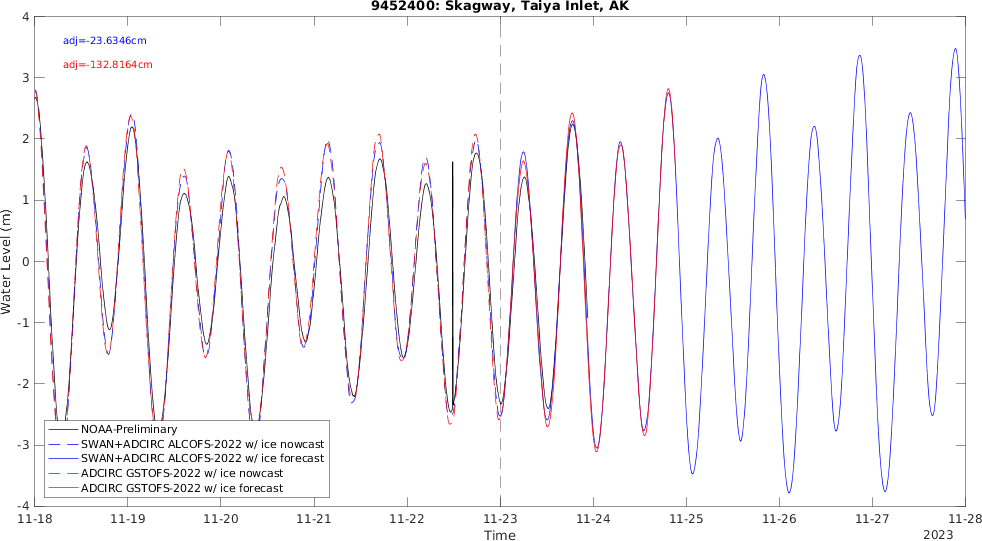 9452400: Skagway, Taiya Inlet, AK
adj=-23.6346cm
adj=-132.8164cm
Water Level (m)
4
3
2
1
0
-1
-2
-3
-4
NOAA-Preliminary
SWAN+ADCIRC ALCOFS-2022 w/ ice nowcast
SWAN+ADCIRC ALCOFS-2022 w/ ice forecast
ADCIRC GSTOFS-2022 w/ ice nowcast
ADCIRC GSTOFS-2022 w/ ice forecast
11-18 11-19 11-20 11-21 11-22 11-23 11-24 11-25 11-26 11-27 11-28
Time
2023